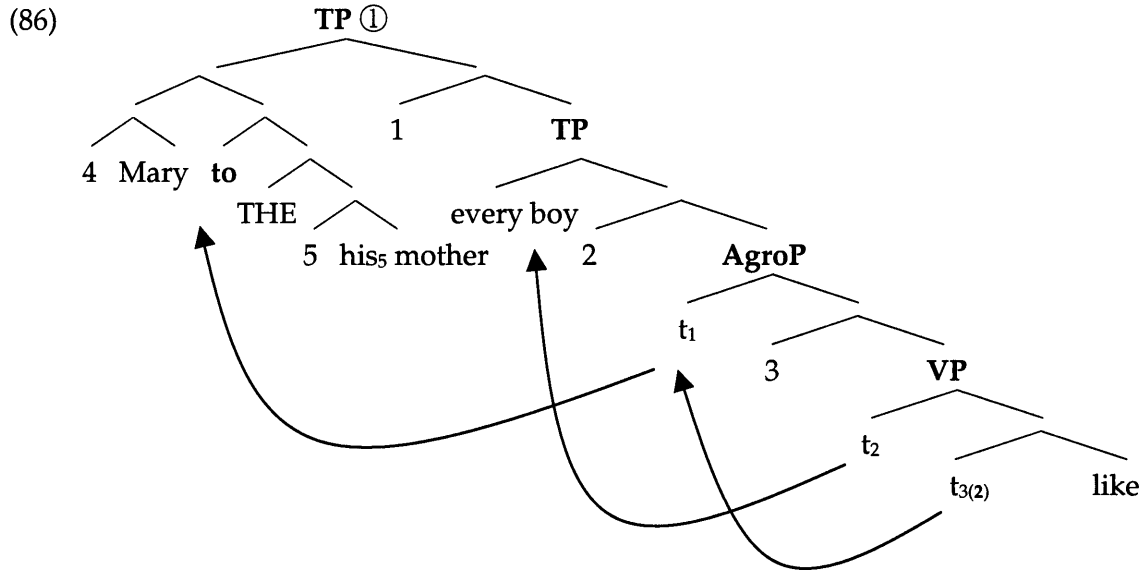 (86) TP ①
1 TP
4 Mary to
THE every boy
5 his₅ mother 2 AgroP
t₁
3 VP
t₂
t₃₍₂₎ like